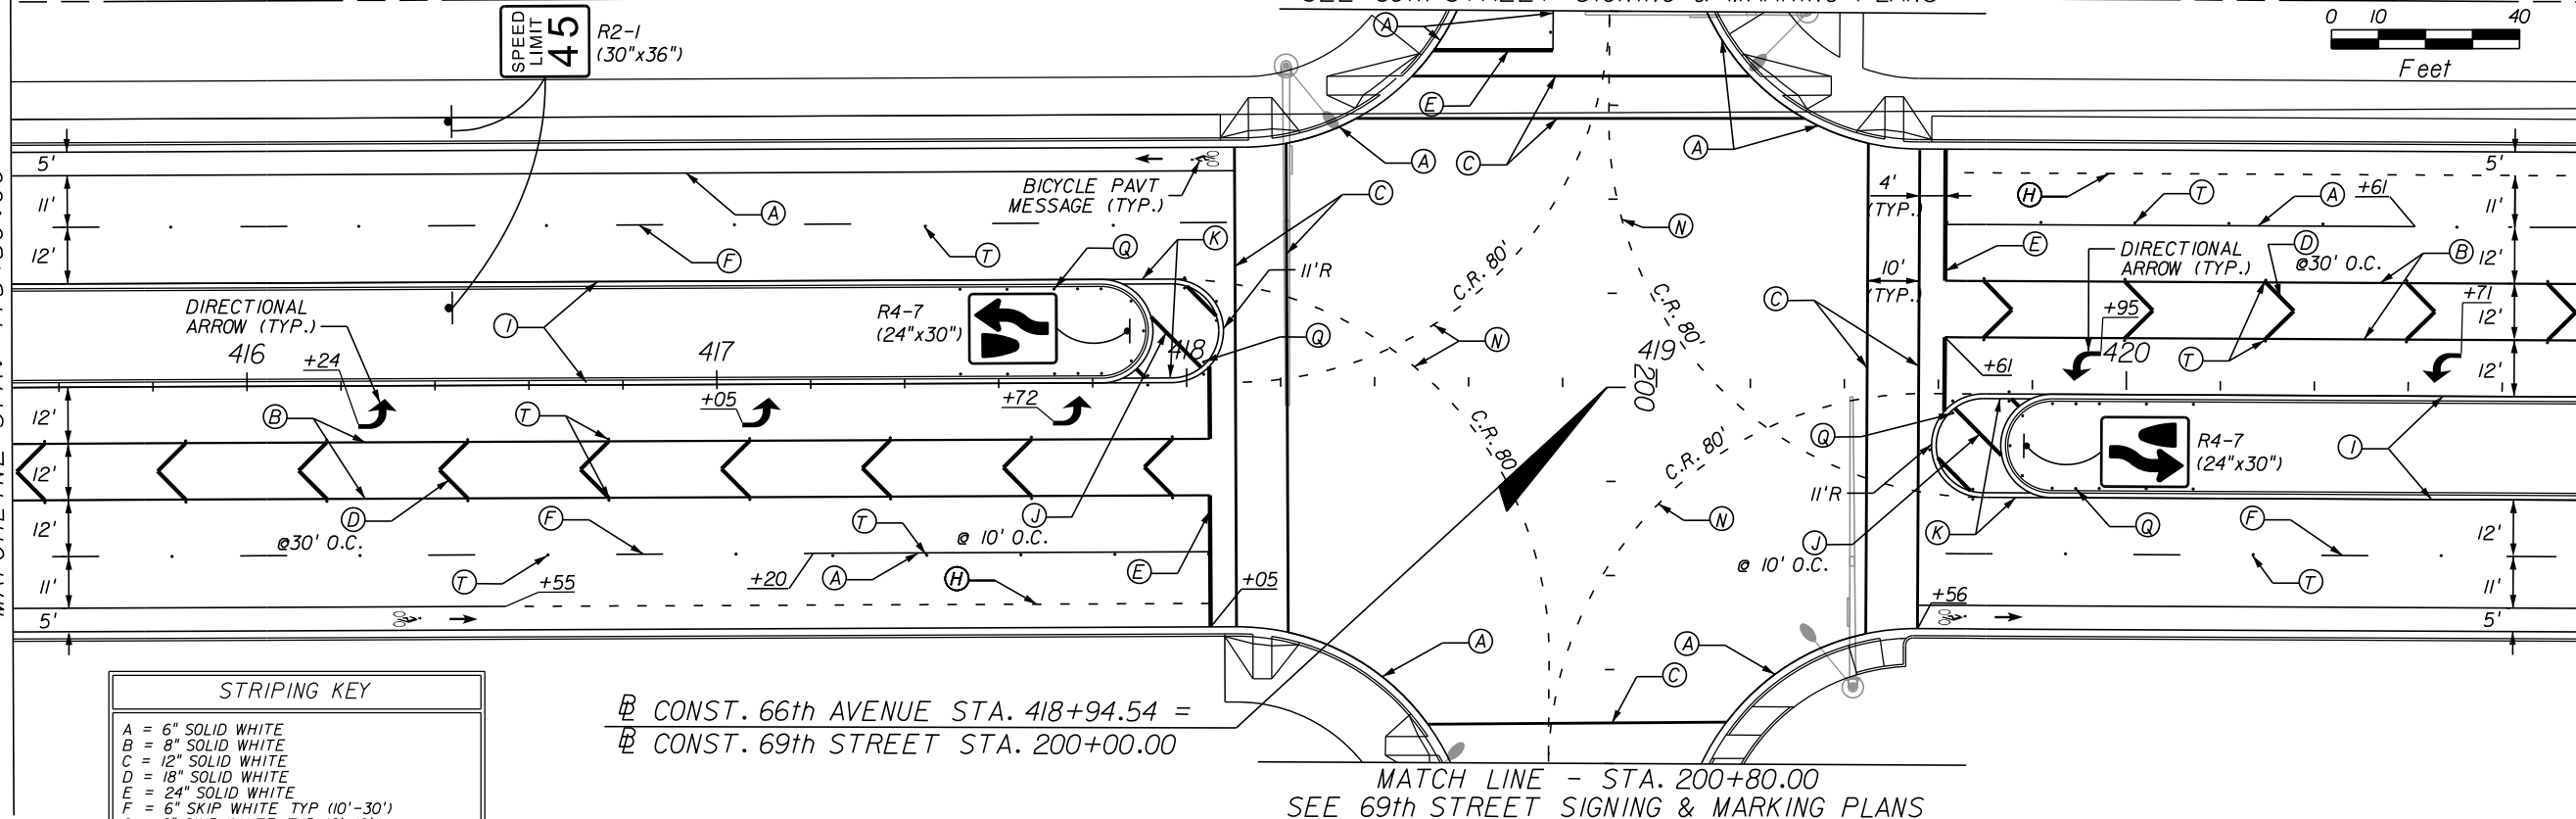 SPEED
LIMIT
45
R2-1
(30"x36")
0 10 40
Feet
A
E
C
A
A
C
5'
11'
12'
BICYCLE PAVT
MESSAGE (TYP.)
A
F
T
Q
K
C
11'R
N
C.R. 80'
C.R. 80'
N
4'
(TYP.)
10'
(TYP.)
H
T
A
+61
5'
11'
12'
E
DIRECTIONAL
ARROW (TYP.)
D
@30' O.C.
B
+71
12'
+95
DIRECTIONAL
ARROW (TYP.)
I
R4-7
(24"x30")
Q
C
416
+24
417
418
419
200
420
T
+61
12'
12'
B
T
+05
+72
C.R. 80'
C.R. 80'
Q
R4-7
(24"x30")
I
12'
D
@30' O.C.
F
T
@ 10' O.C.
J
N
11'R
J
@ 10' O.C.
K
Q
F
12'
12'
11'
T
+55
+20
A
H
E
+05
T
11'
5'
+56
5'
A
A
C
STRIPING KEY
A = 6" SOLID WHITE
B = 8" SOLID WHITE
C = 12" SOLID WHITE
D = 18" SOLID WHITE
E = 24" SOLID WHITE
F = 6" SKIP WHITE TYP (10'-30')
CONST. 66th AVENUE STA. 418+94.54 =
CONST. 69th STREET STA. 200+00.00
MATCH LINE - STA. 200+80.00
SEE 69th STREET SIGNING & MARKING PLANS